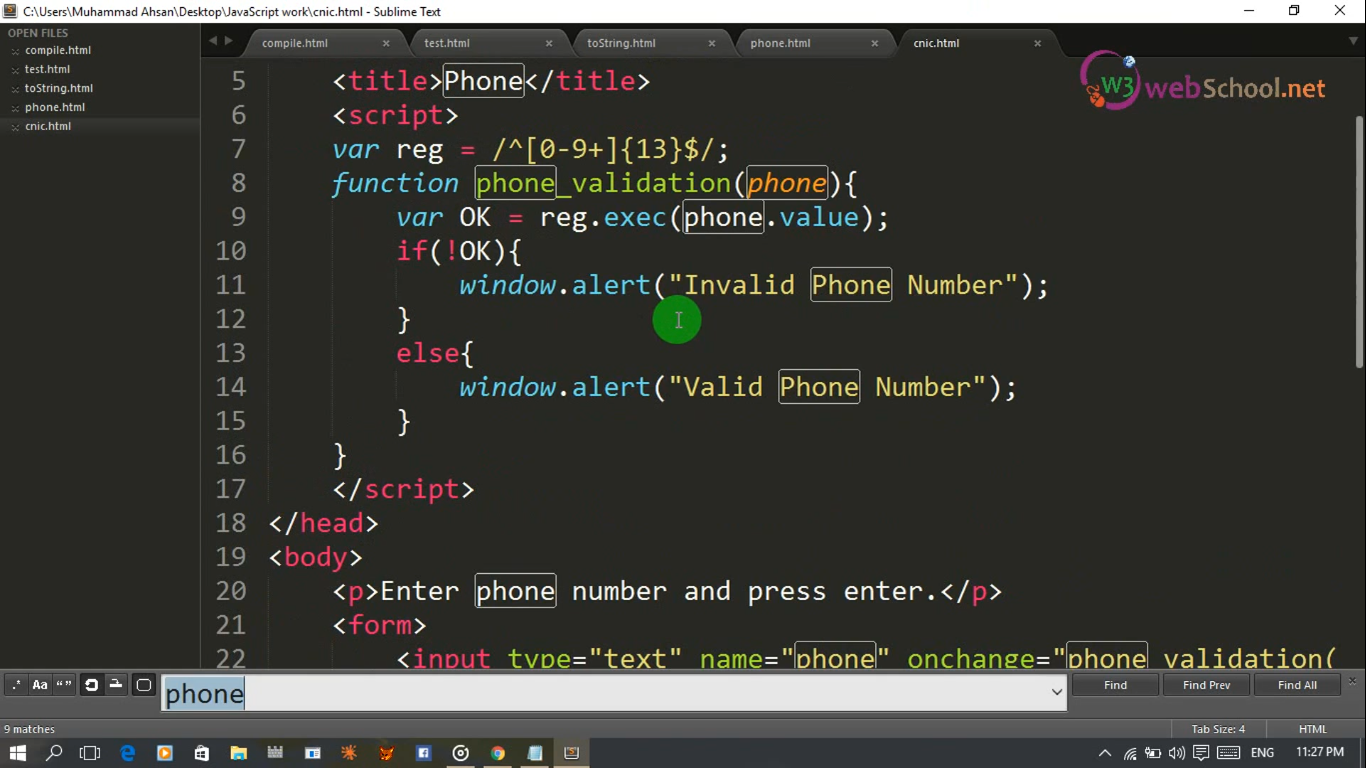 C:\Users\Muhammad Ahsan\Desktop\JavaScript work\cnic.html - Sublime Text
OPEN FILES
compile.html
test.html
toString.html
phone.html
cnic.html
compile.html test.html toString.html phone.html cnic.html
W3 webSchool.net
5 <title>Phone</title>
6 <script>
7 var reg = /^[0-9+]{13}$/;
8 function phone_validation(phone){
9 var OK = reg.exec(phone.value);
10 if(!OK){
11 window.alert("Invalid Phone Number");
12 }
13 else{
14 window.alert("Valid Phone Number");
15 }
16 }
17 </script>
18 </head>
19 <body>
20 <p>Enter phone number and press enter.</p>
21 <form>
22 <input type="text" name="phone" onchange="phone_validation(
.* Aa “” phone Find Find Prev Find All
9 matches Tab Size: 4 HTML
ENG 11:27 PM